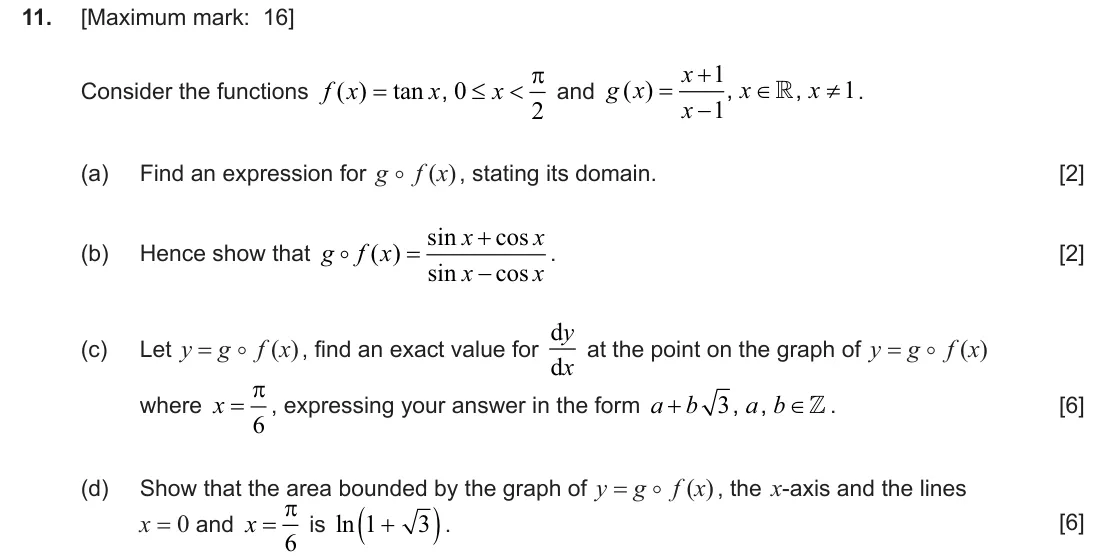 11. [Maximum mark: 16]
Consider the functions f(x) = tan x, 0 ≤ x < π/2 and g(x) = (x+1)/(x−1), x ∈ ℝ, x ≠ 1.
(a) Find an expression for g ∘ f(x), stating its domain. [2]
(b) Hence show that g ∘ f(x) = (sin x + cos x)/(sin x − cos x). [2]
(c) Let y = g ∘ f(x), find an exact value for dy/dx at the point on the graph of y = g ∘ f(x)
where x = π/6, expressing your answer in the form a + b√3, a, b ∈ ℤ. [6]
(d) Show that the area bounded by the graph of y = g ∘ f(x), the x-axis and the lines
x = 0 and x = π/6 is ln(1 + √3). [6]